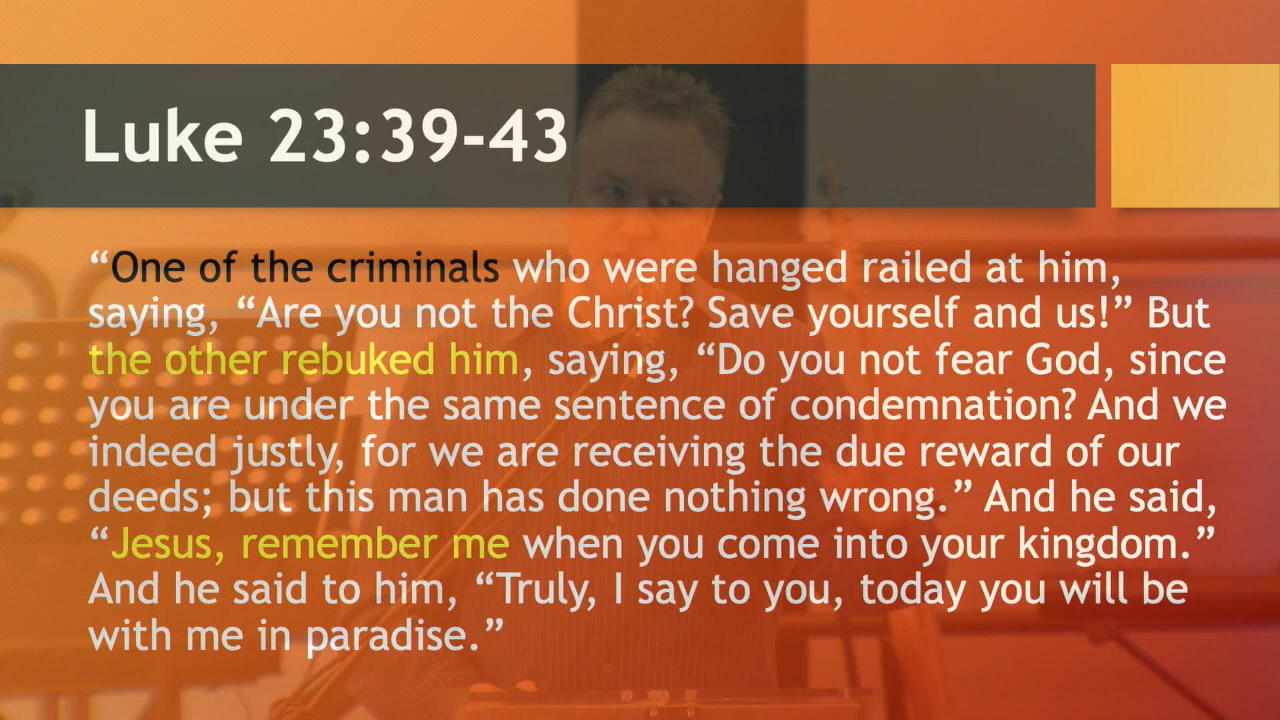 Luke 23:39-43
“One of the criminals who were hanged railed at him,
saying, “Are you not the Christ? Save yourself and us!” But
the other rebuked him, saying, “Do you not fear God, since
you are under the same sentence of condemnation? And we
indeed justly, for we are receiving the due reward of our
deeds; but this man has done nothing wrong.” And he said,
“Jesus, remember me when you come into your kingdom.”
And he said to him, “Truly, I say to you, today you will be
with me in paradise.”